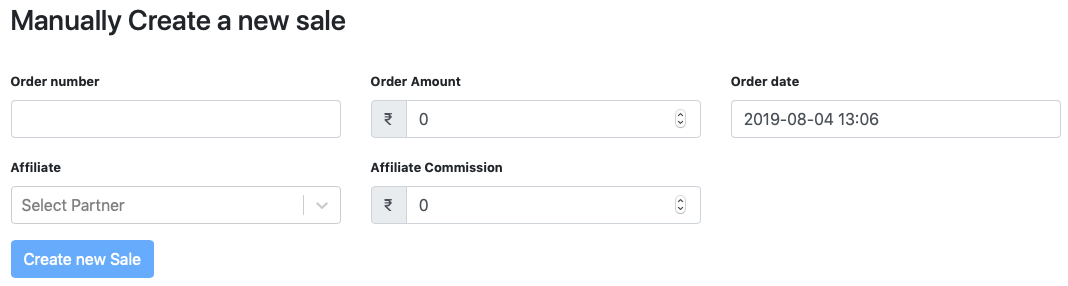 Manually Create a new sale
Order number Order Amount Order date
₹ 0 2019-08-04 13:06
Affiliate Affiliate Commission
Select Partner ₹ 0
Create new Sale